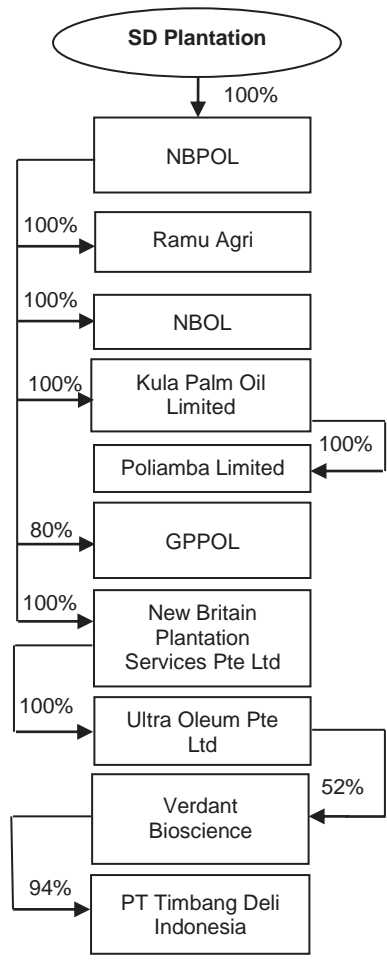 SD Plantation
100%
NBPOL
100%
Ramu Agri
100%
NBOL
100%
Kula Palm Oil
Limited
100%
Poliamba Limited
80%
GPPOL
100%
New Britain
Plantation
Services Pte Ltd
100%
Ultra Oleum Pte
Ltd
52%
Verdant
Bioscience
94%
PT Timbang Deli
Indonesia